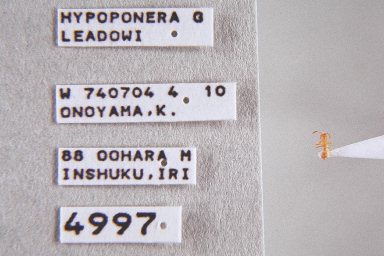 HYPOPONERA G
LEADOWI
W 740704 4 10
ONOYAMA,K.
88 OOHARA M
INSHUKU,IRI
4997